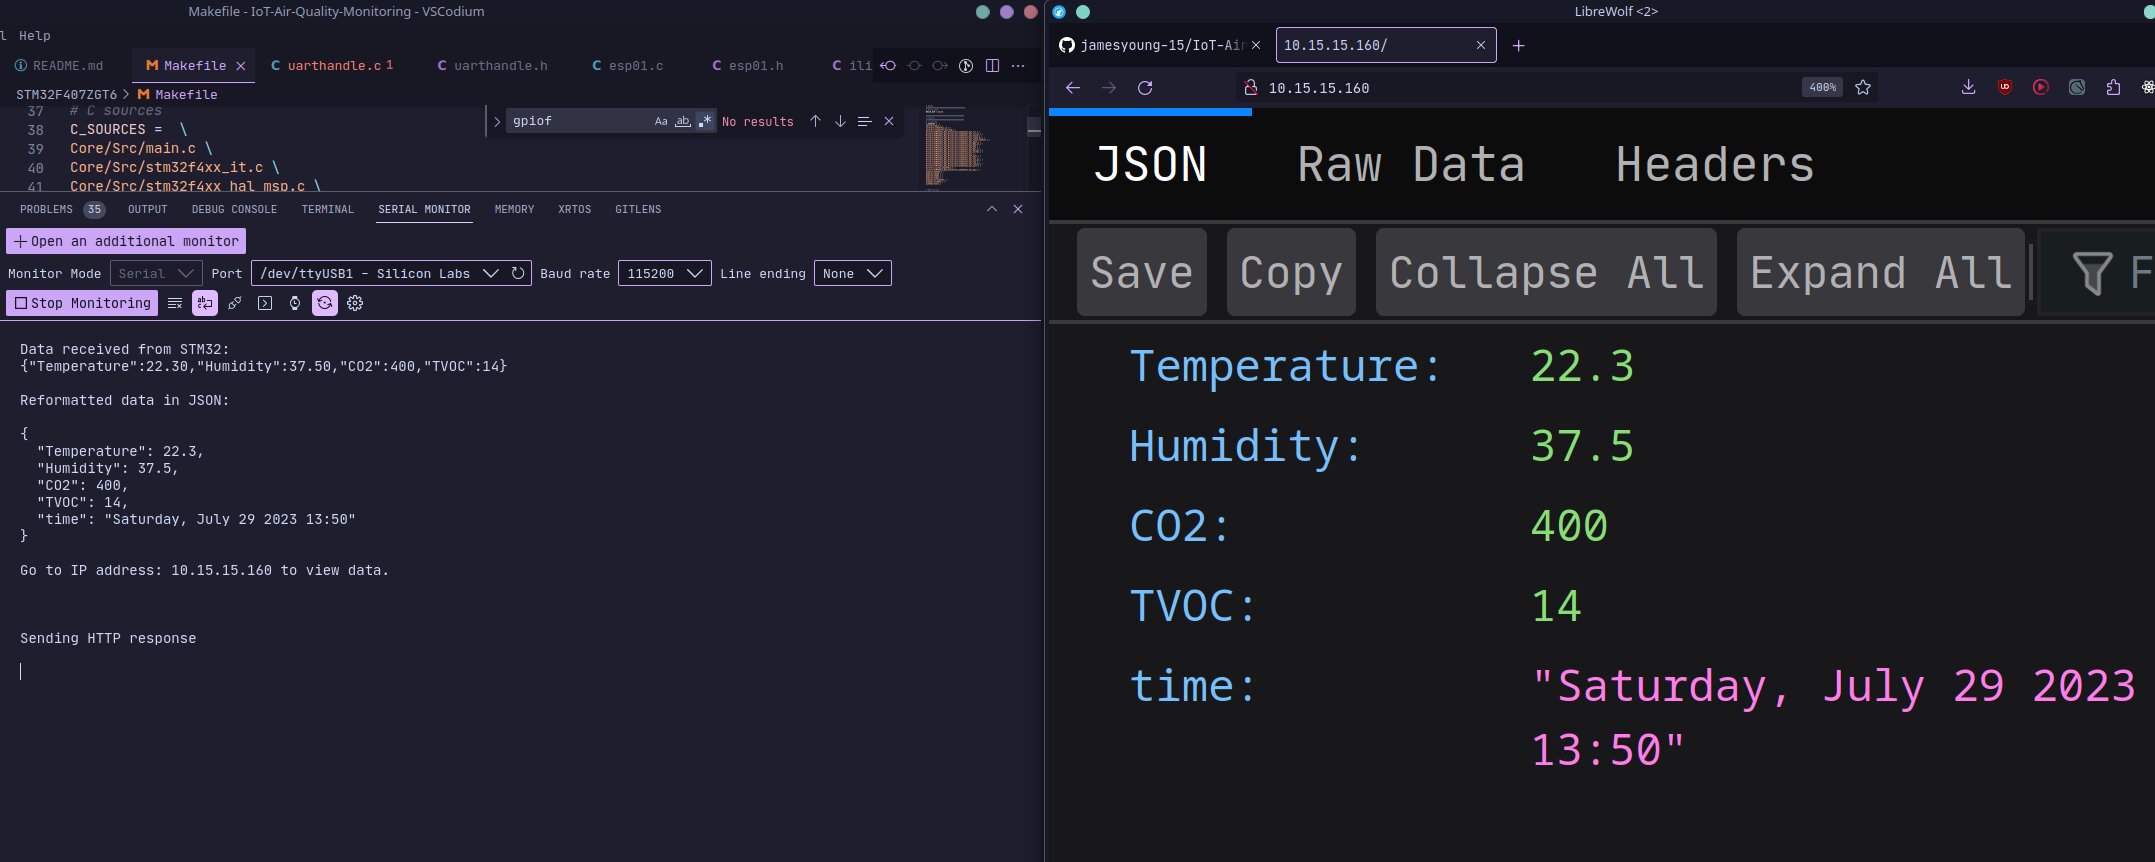 Makefile - IoT-Air-Quality-Monitoring - VSCodium
l Help
README.md Makefile uarthandle.c 1 uarthandle.h esp01.c esp01.h ili
STM32F407ZGT6 > Makefile
37 # C sources
38 C_SOURCES = \
39 Core/Src/main.c \
40 Core/Src/stm32f4xx_it.c \
41 Core/Src/stm32f4xx_hal_msp.c \
gpiof Aa ab .* No results
PROBLEMS 35 OUTPUT DEBUG CONSOLE TERMINAL SERIAL MONITOR MEMORY XRTOS GITLENS
+ Open an additional monitor
Monitor Mode Serial Port /dev/ttyUSB1 - Silicon Labs Baud rate 115200 Line ending None
Stop Monitoring
Data received from STM32:
{"Temperature":22.30,"Humidity":37.50,"CO2":400,"TVOC":14}
Reformatted data in JSON:
{
"Temperature": 22.3,
"Humidity": 37.5,
"CO2": 400,
"TVOC": 14,
"time": "Saturday, July 29 2023 13:50"
}
Go to IP address: 10.15.15.160 to view data.
Sending HTTP response
LibreWolf <2>
jamesyoung-15/IoT-Air 10.15.15.160/
10.15.15.160 400%
JSON Raw Data Headers
Save Copy Collapse All Expand All F
Temperature: 22.3
Humidity: 37.5
CO2: 400
TVOC: 14
time: "Saturday, July 29 2023
13:50"